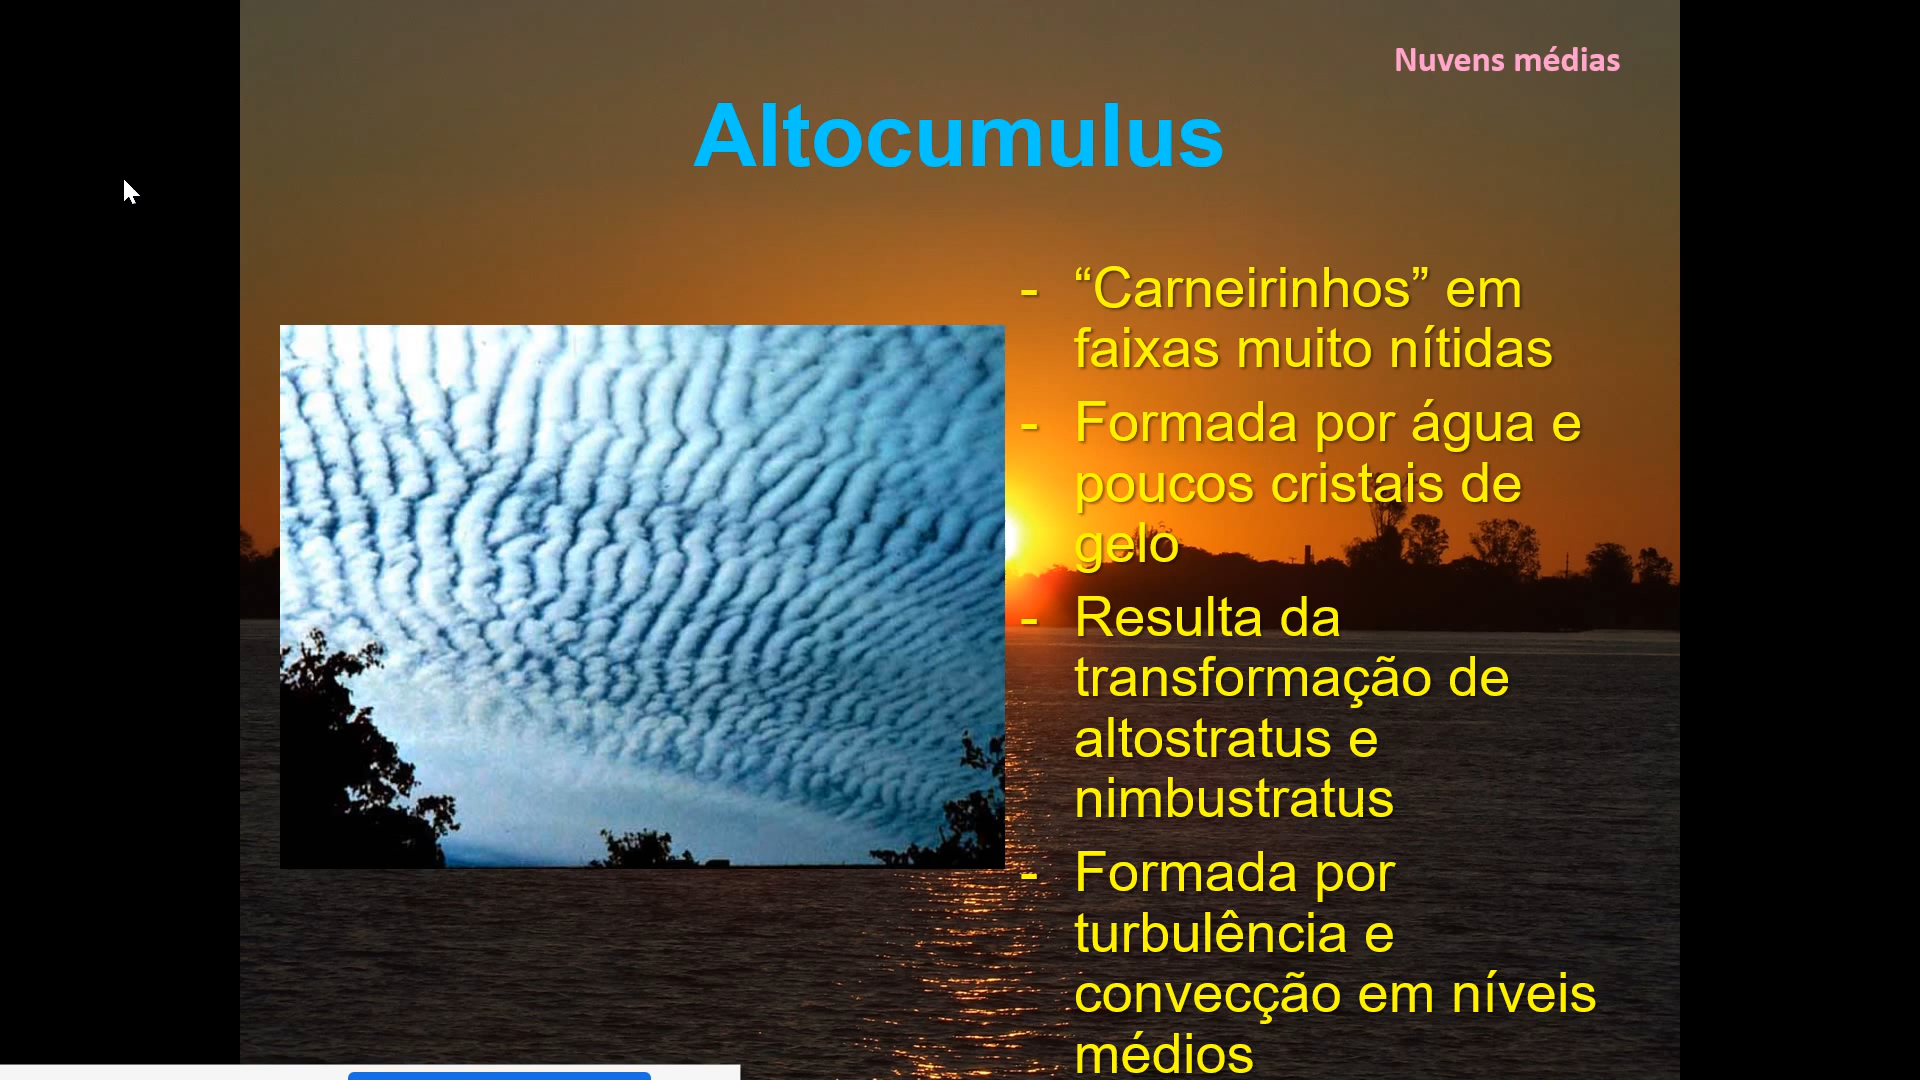 Nuvens médias
Altocumulus
- “Carneirinhos” em
faixas muito nítidas
- Formada por água e
poucos cristais de
gelo
- Resulta da
transformação de
altostratus e
nimbustratus
- Formada por
turbulência e
convecção em níveis
médios